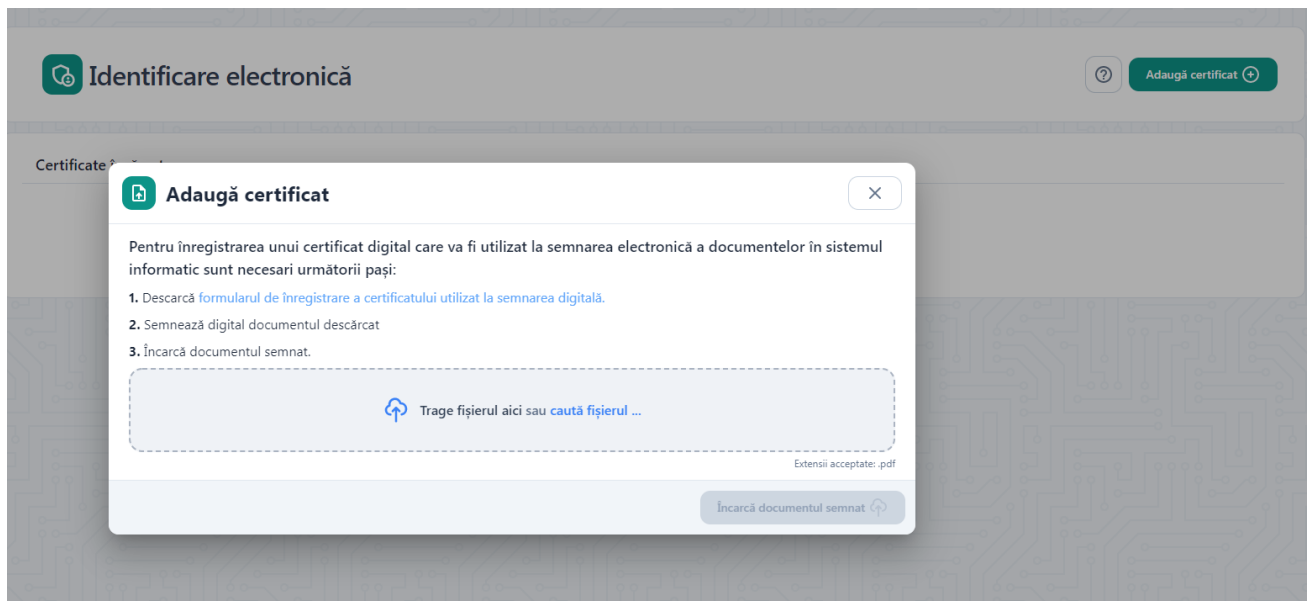 Identificare electronică
Adaugă certificat
Certificate
Adaugă certificat
Pentru înregistrarea unui certificat digital care va fi utilizat la semnarea electronică a documentelor în sistemul
informatic sunt necesari următorii pași:
1. Descarcă formularul de înregistrare a certificatului utilizat la semnarea digitală.
2. Semnează digital documentul descărcat
3. Încarcă documentul semnat.
Trage fișierul aici sau caută fișierul ...
Extensii acceptate: .pdf
Încarcă documentul semnat